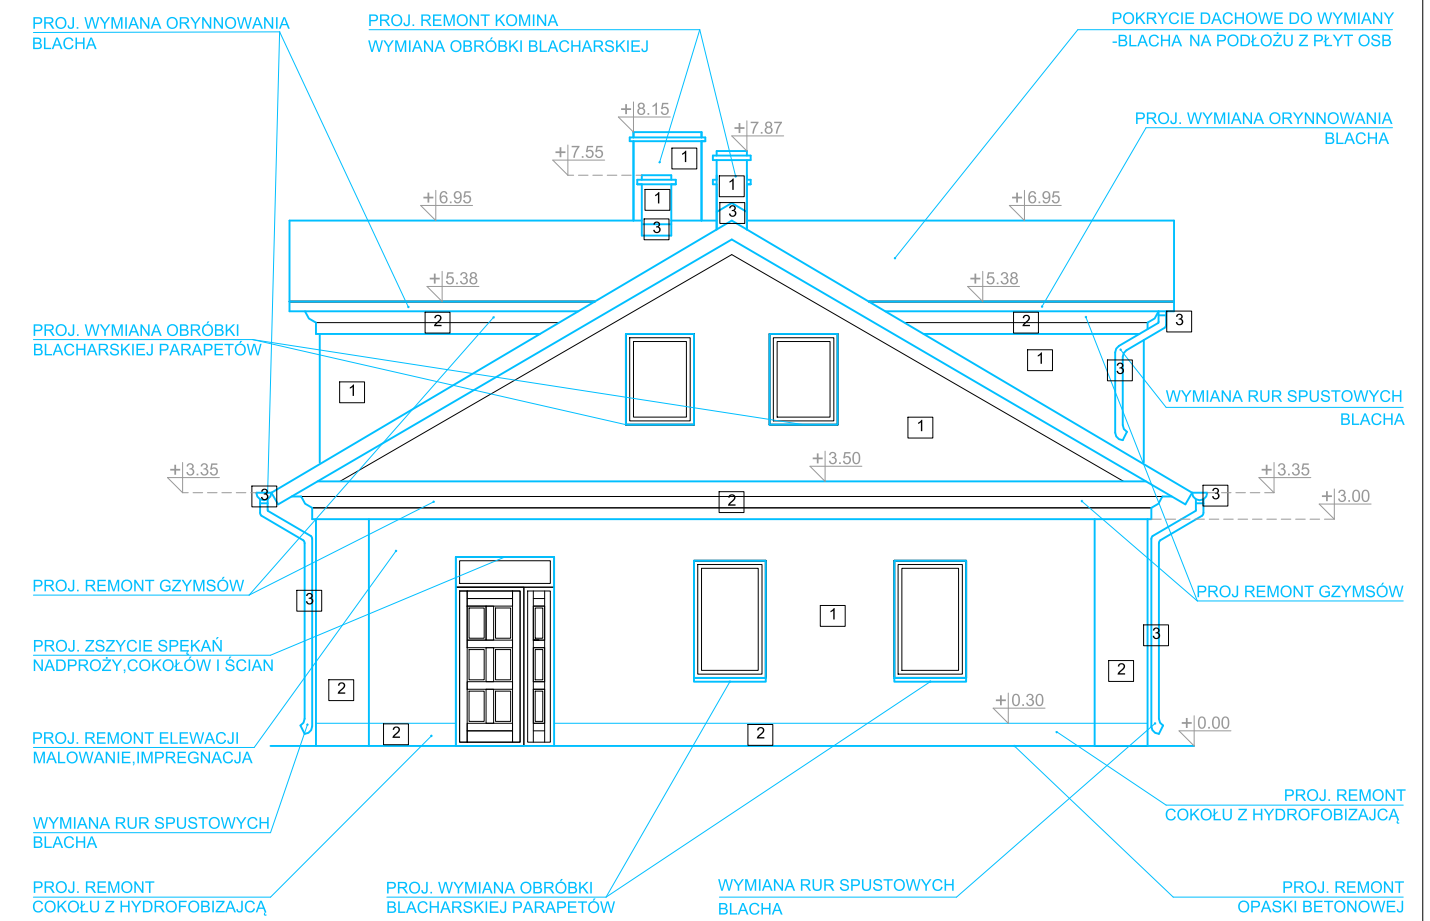 PROJ. WYMIANA ORYNNOWANIA
BLACHA
PROJ. REMONT KOMINA
WYMIANA OBRÓBKI BLACHARSKIEJ
POKRYCIE DACHOWE DO WYMIANY
-BLACHA NA PODŁOŻU Z PŁYT OSB
PROJ. WYMIANA ORYNNOWANIA
BLACHA
+8.15
+7.87
+7.55
1
1
1
3
3
+6.95
+6.95
+5.38
+5.38
2
2
3
PROJ. WYMIANA OBRÓBKI
BLACHARSKIEJ PARAPETÓW
1
1
3
WYMIANA RUR SPUSTOWYCH
BLACHA
1
+3.35
+3.50
+3.35
3
2
3
+3.00
PROJ. REMONT GZYMSÓW
PROJ REMONT GZYMSÓW
3
1
3
PROJ. ZSZYCIE SPĘKAŃ
NADPROŻY,COKOŁÓW I ŚCIAN
2
2
+0.30
+0.00
2
2
PROJ. REMONT ELEWACJI
MALOWANIE,IMPREGNACJA
PROJ. REMONT
COKOŁU Z HYDROFOBIZAJCĄ
WYMIANA RUR SPUSTOWYCH
BLACHA
PROJ. REMONT
COKOŁU Z HYDROFOBIZAJCĄ
PROJ. WYMIANA OBRÓBKI
BLACHARSKIEJ PARAPETÓW
WYMIANA RUR SPUSTOWYCH
BLACHA
PROJ. REMONT
OPASKI BETONOWEJ